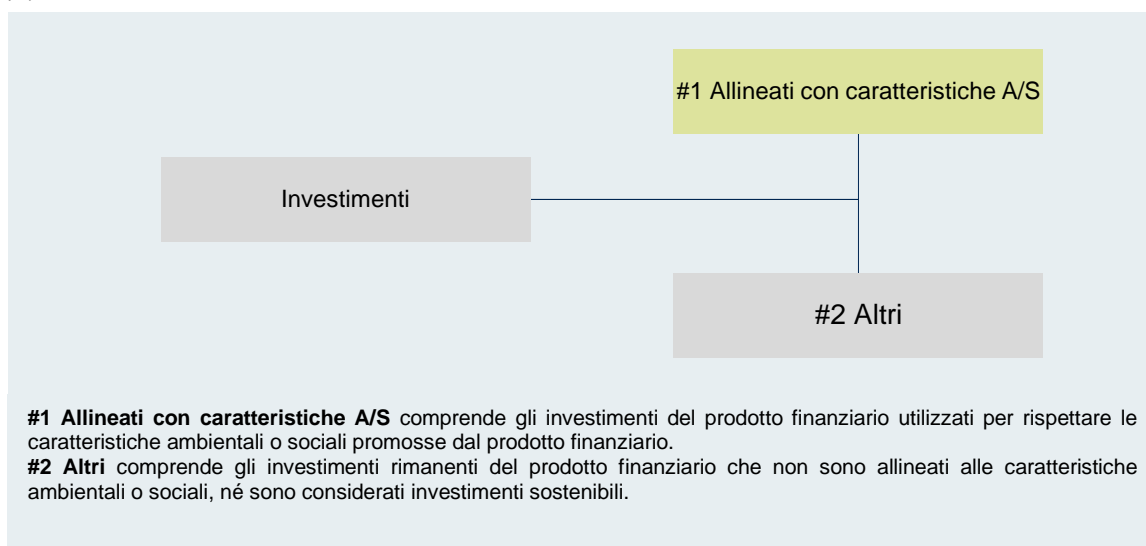 #1 Allineati con caratteristiche A/S
Investimenti
#2 Altri
#1 Allineati con caratteristiche A/S comprende gli investimenti del prodotto finanziario utilizzati per rispettare le
caratteristiche ambientali o sociali promosse dal prodotto finanziario.
#2 Altri comprende gli investimenti rimanenti del prodotto finanziario che non sono allineati alle caratteristiche
ambientali o sociali, né sono considerati investimenti sostenibili.